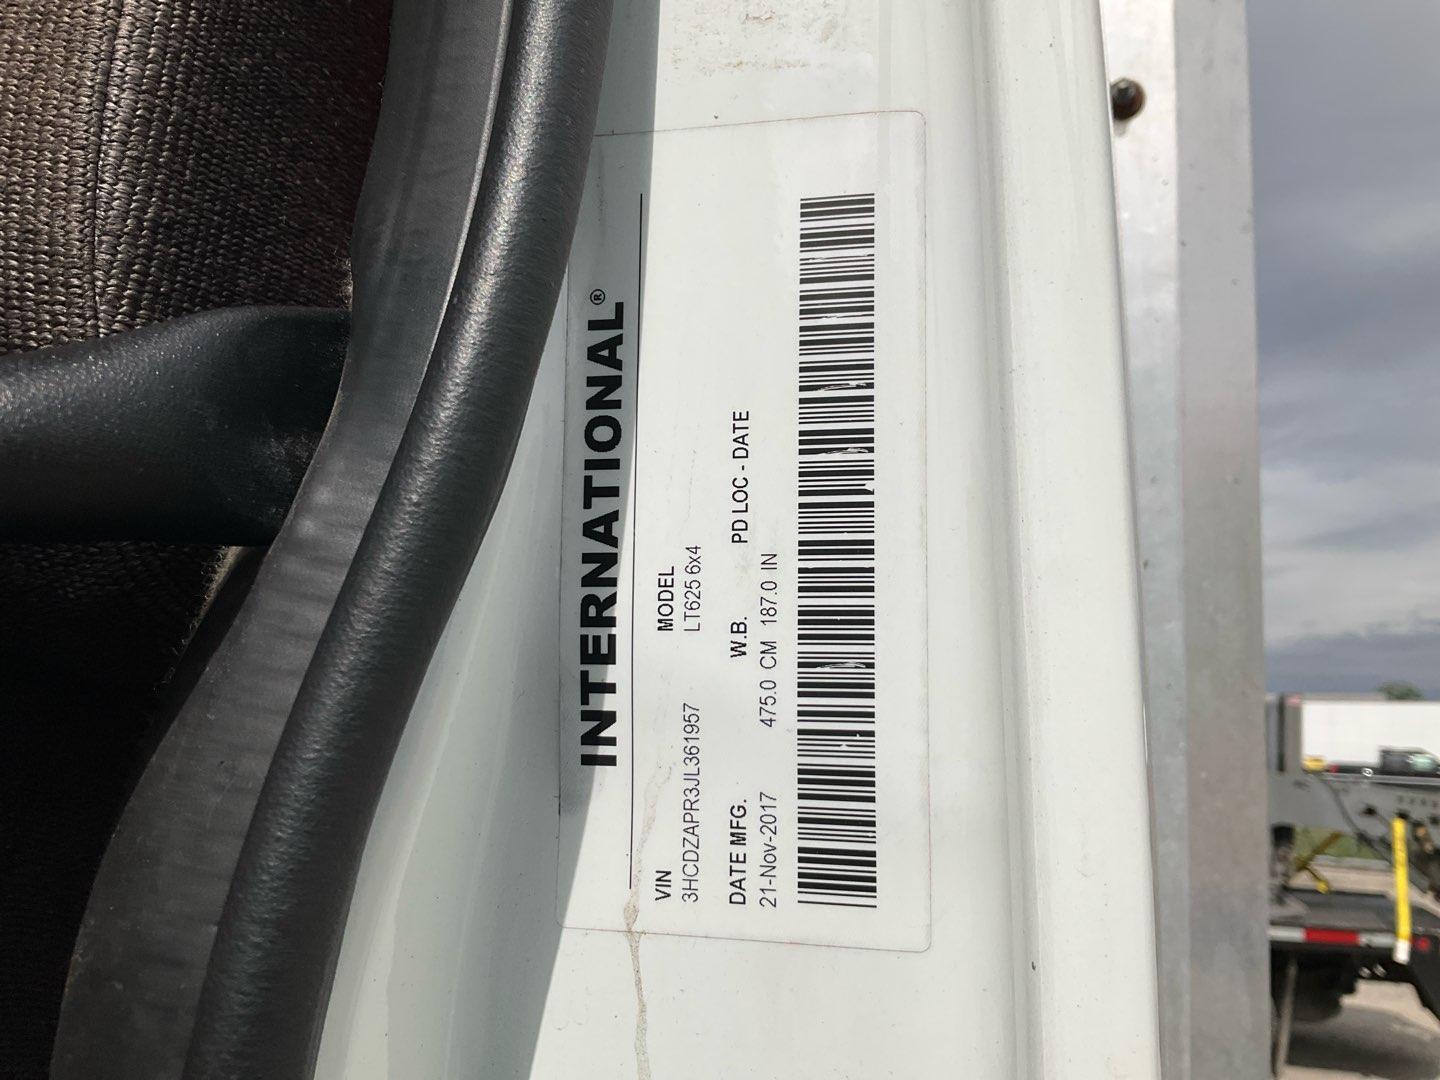 INTERNATIONAL®
VIN MODEL
3HCDZAPR3JL361957 LT625 6x4
DATE MFG. W.B. PD LOC - DATE
21-Nov-2017 475.0 CM 187.0 IN